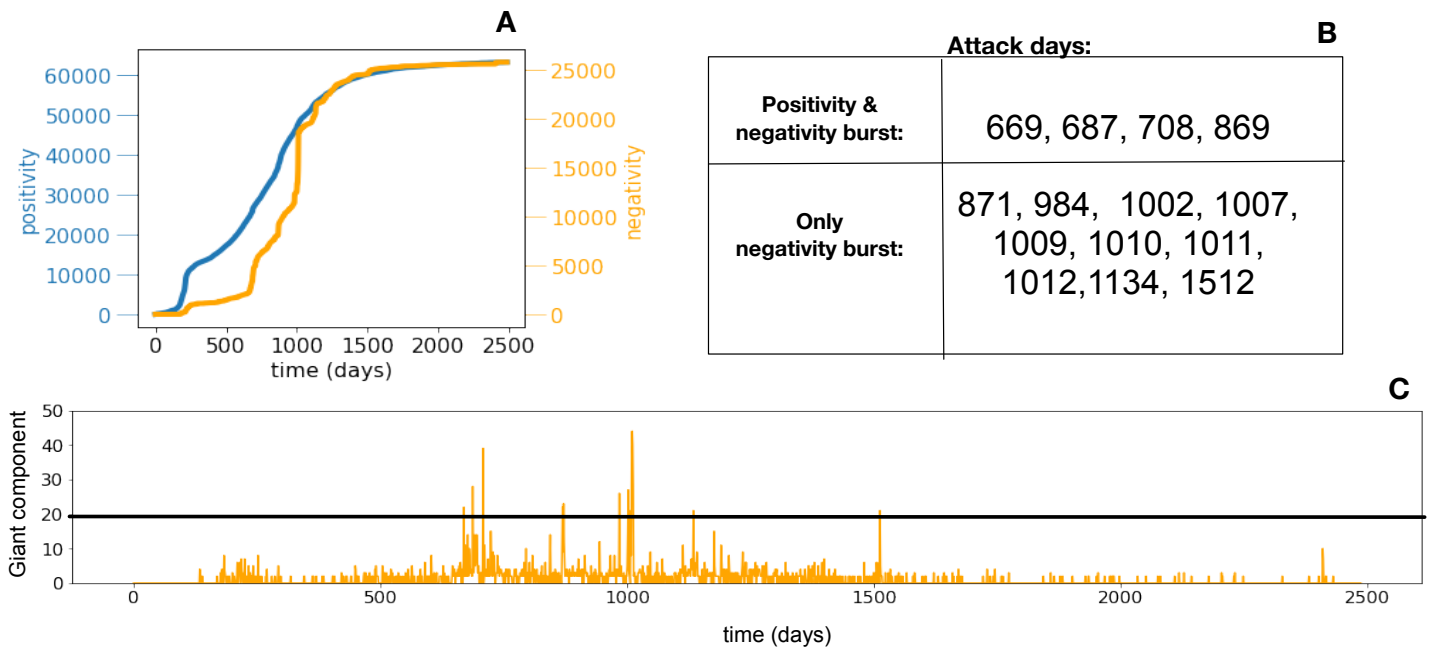 A
60000
50000
40000
30000
20000
10000
0
positivity
25000
20000
15000
10000
5000
0
negativity
0 500 1000 1500 2000 2500
time (days)
B
Attack days:
Positivity &
negativity burst:
669, 687, 708, 869
Only
negativity burst:
871, 984, 1002, 1007,
1009, 1010, 1011,
1012,1134, 1512
C
50
40
30
20
10
0
Giant component
0 500 1000 1500 2000 2500
time (days)